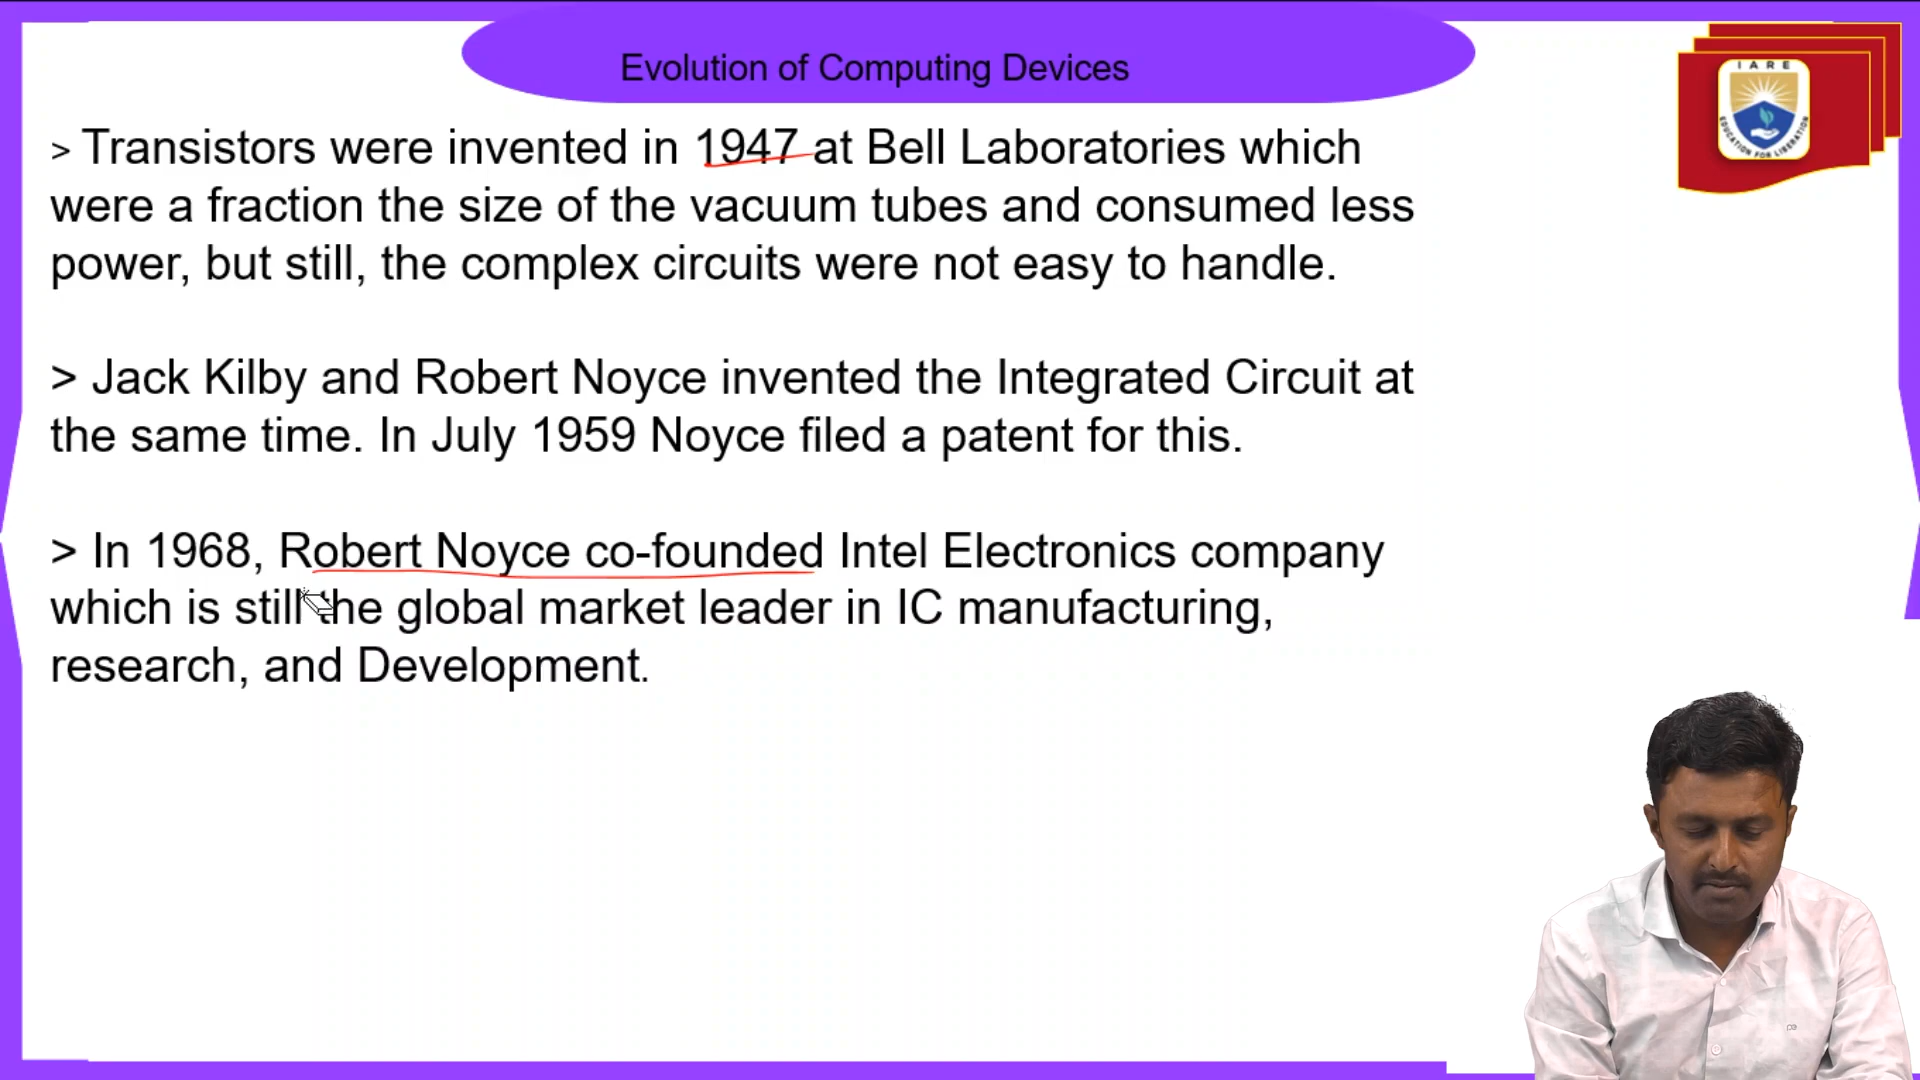 Evolution of Computing Devices
IARE
EDUCATION FOR LIBERATION
> Transistors were invented in 1947 at Bell Laboratories which
were a fraction the size of the vacuum tubes and consumed less
power, but still, the complex circuits were not easy to handle.
> Jack Kilby and Robert Noyce invented the Integrated Circuit at
the same time. In July 1959 Noyce filed a patent for this.
> In 1968, Robert Noyce co-founded Intel Electronics company
which is still the global market leader in IC manufacturing,
research, and Development.